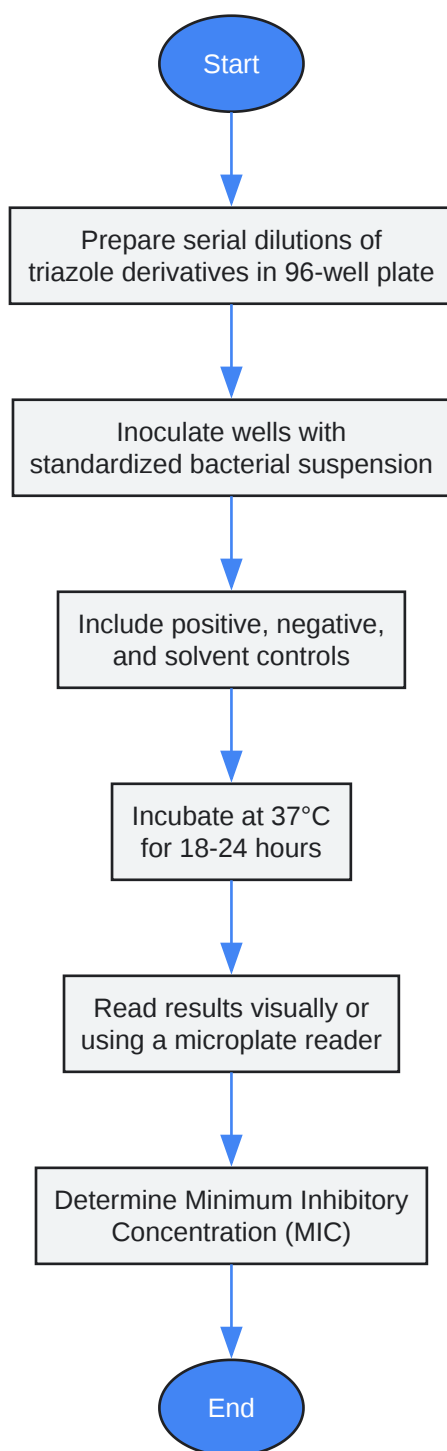 Start
Prepare serial dilutions of
triazole derivatives in 96-well plate
Inoculate wells with
standardized bacterial suspension
Include positive, negative,
and solvent controls
Incubate at 37°C
for 18-24 hours
Read results visually or
using a microplate reader
Determine Minimum Inhibitory
Concentration (MIC)
End